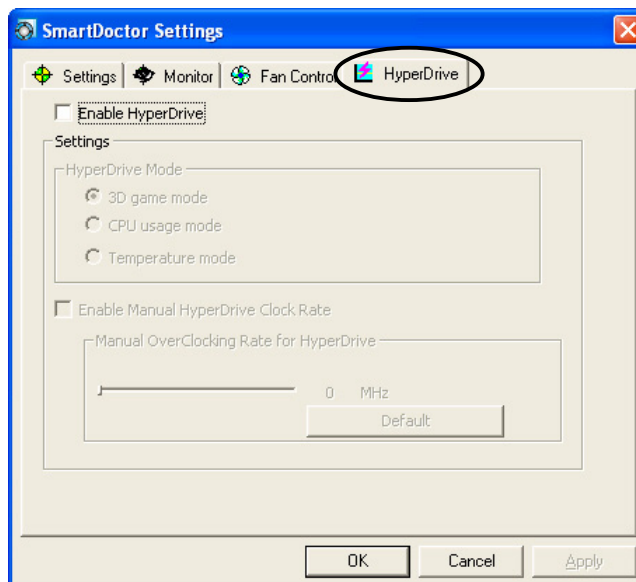 SmartDoctor Settings
Settings Monitor Fan Control HyperDrive
Enable HyperDrive
Settings
HyperDrive Mode
3D game mode
CPU usage mode
Temperature mode
Enable Manual HyperDrive Clock Rate
Manual OverClocking Rate for HyperDrive
0 MHz
Default
OK Cancel Apply